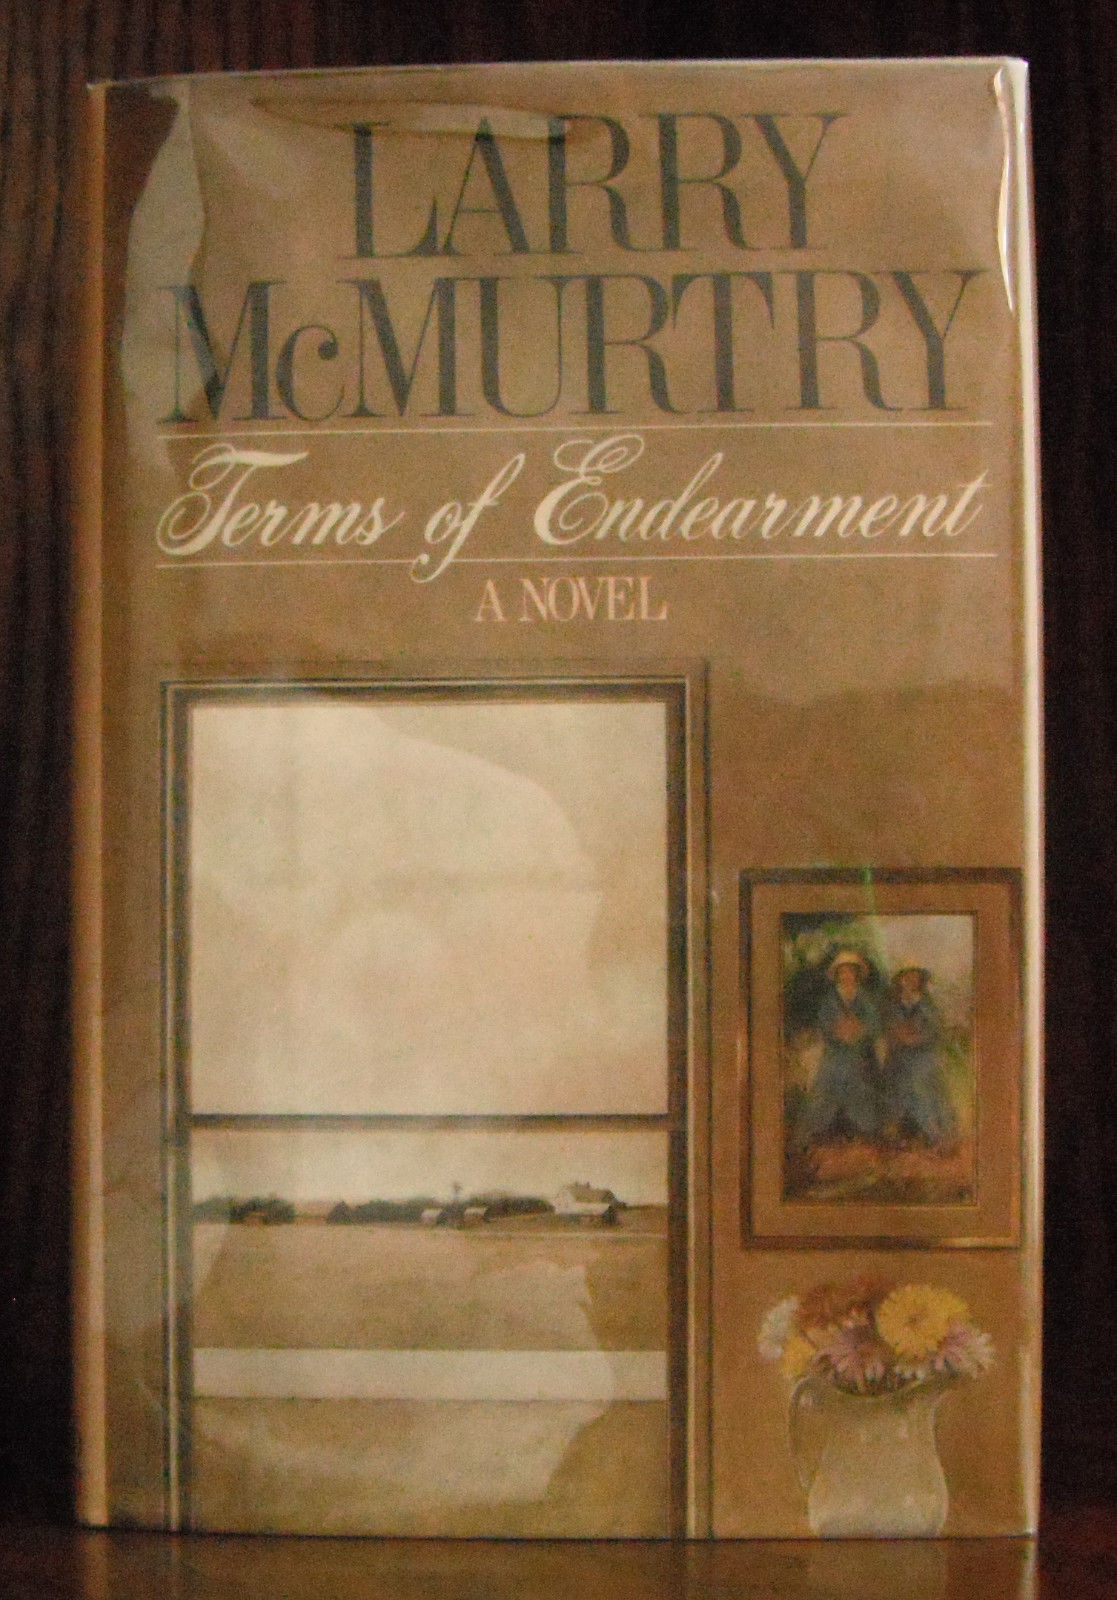 LARRY
McMURTRY
Terms of Endearment
A NOVEL